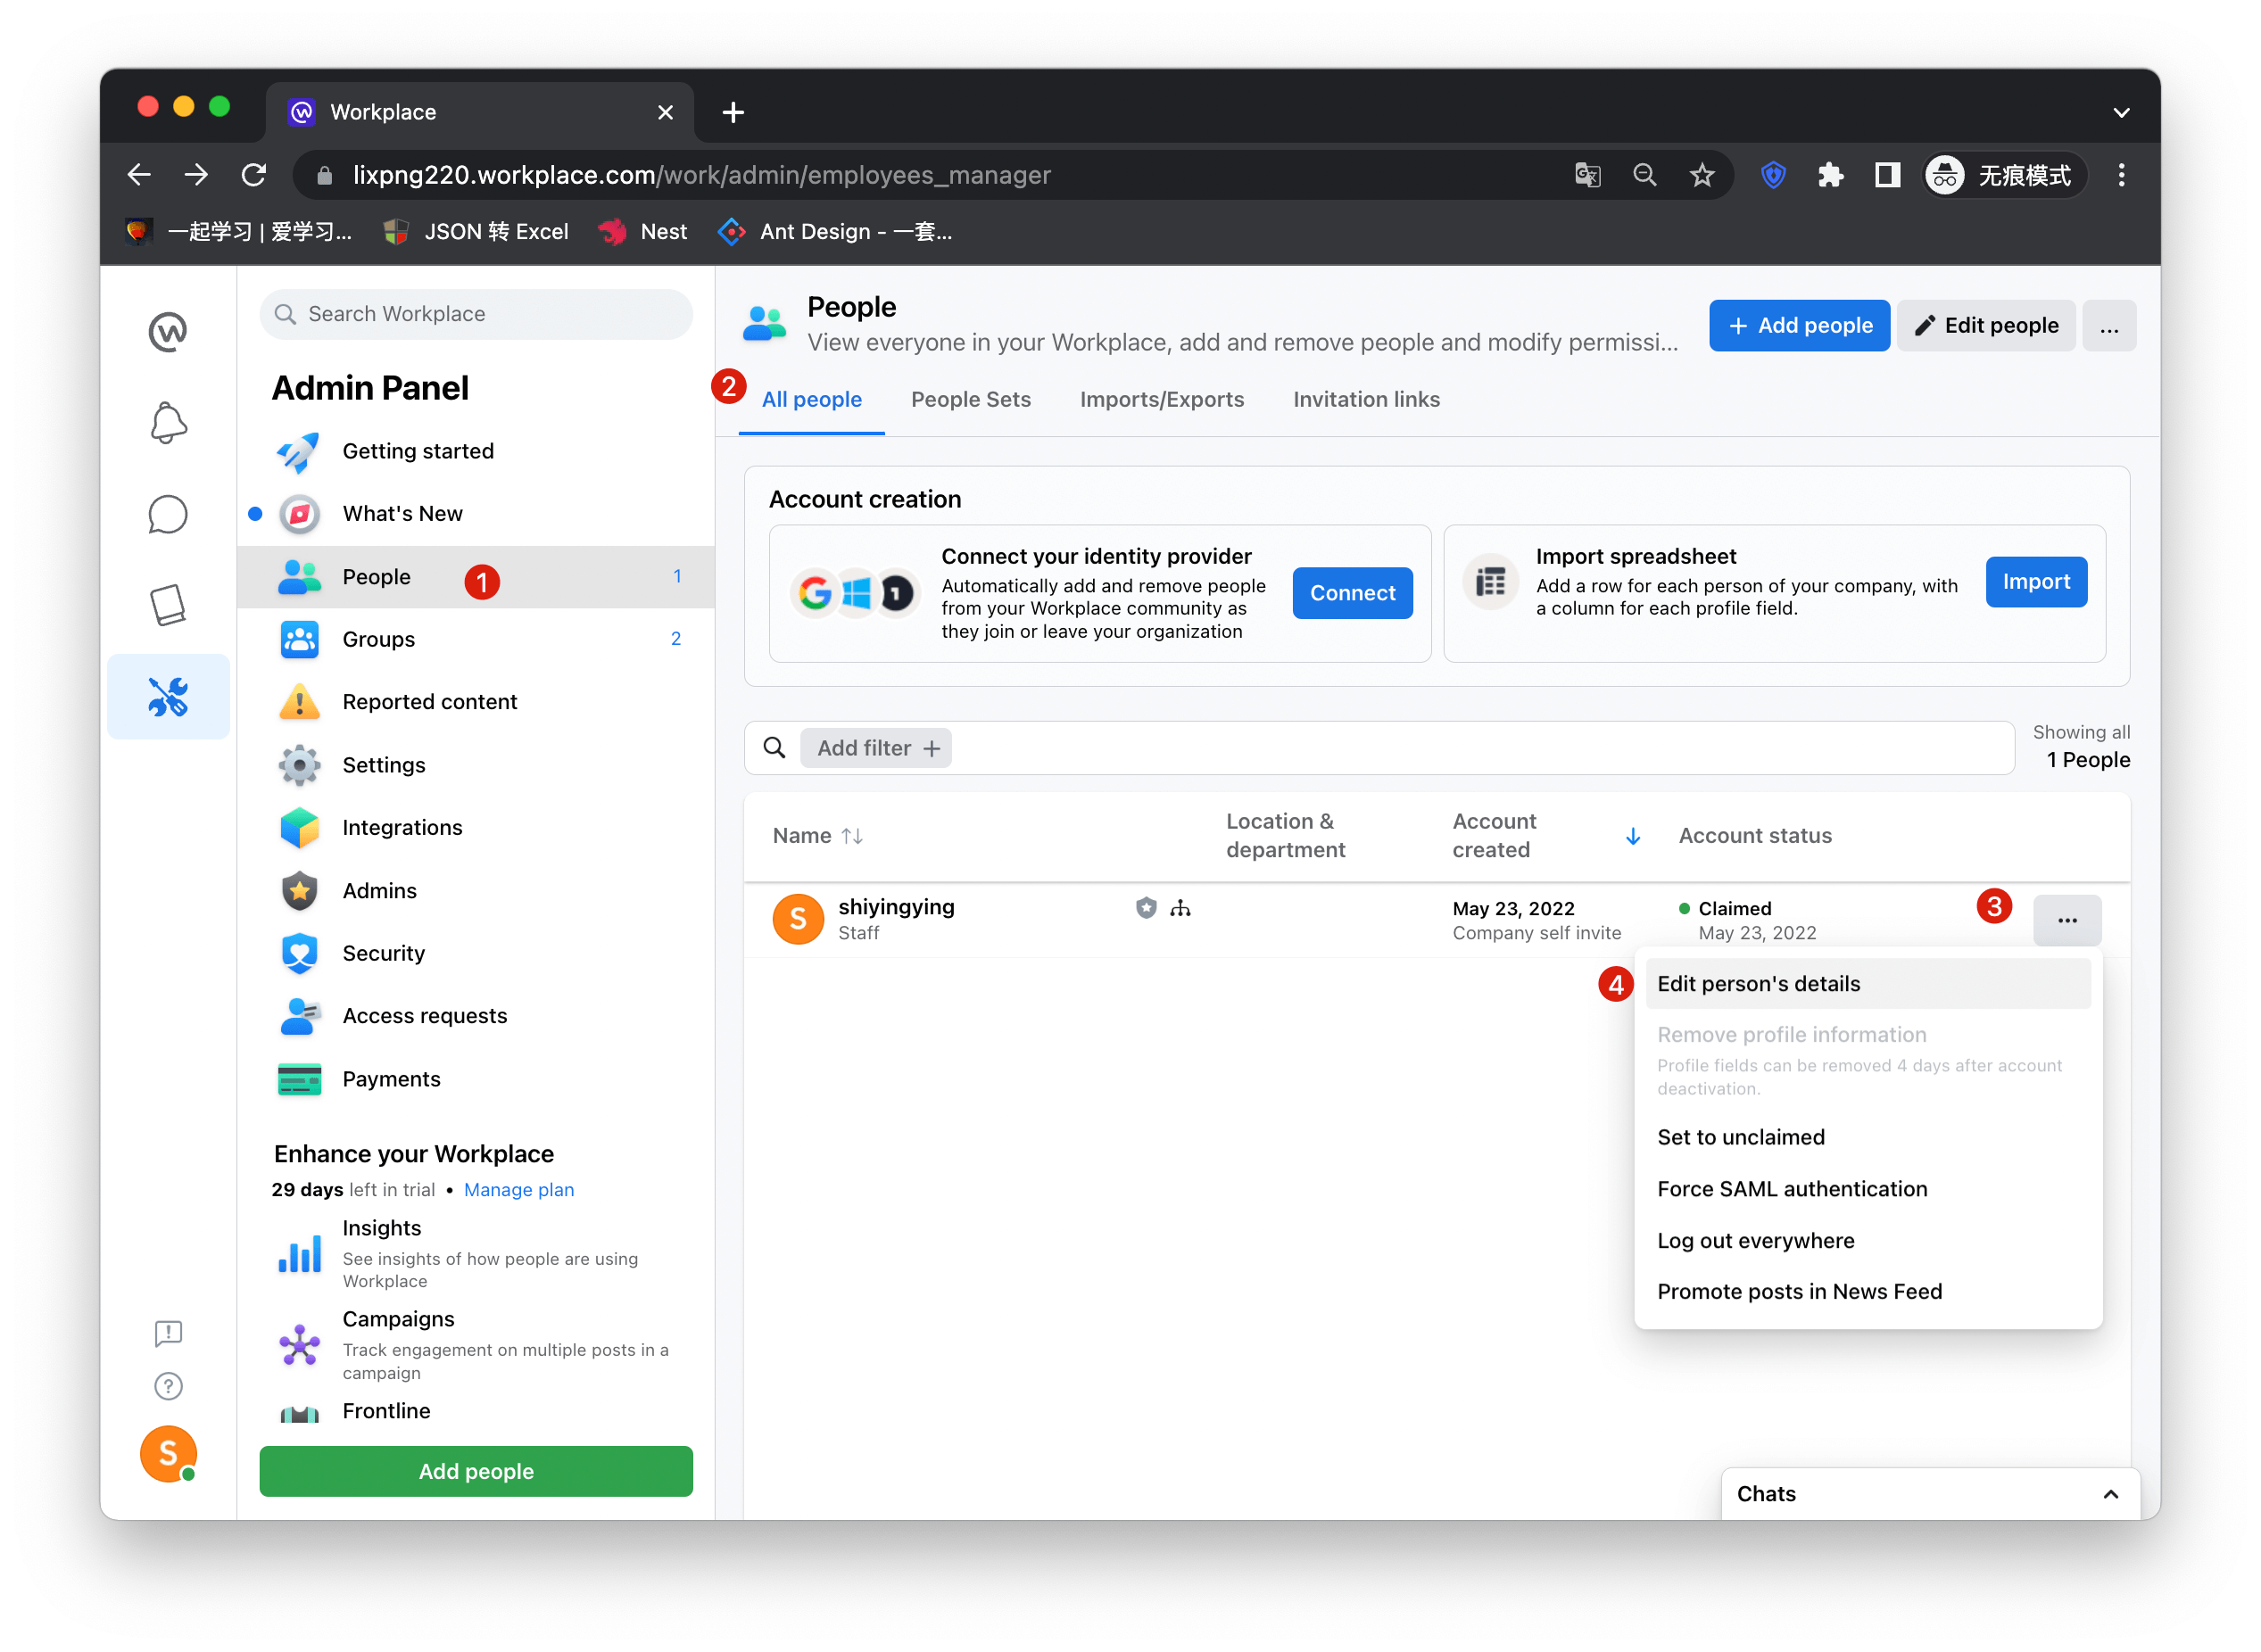 Workplace
lixpng220.workplace.com/work/admin/employees_manager
无痕模式
一起学习 | 爱学习...
JSON 转 Excel
Nest
Ant Design - 一套...
Search Workplace
Admin Panel
Getting started
What's New
People
1
1
Groups
2
Reported content
Settings
Integrations
Admins
Security
Access requests
Payments
Enhance your Workplace
29 days left in trial • Manage plan
Insights
See insights of how people are using
Workplace
Campaigns
Track engagement on multiple posts in a
campaign
Frontline
Add people
S
People
View everyone in your Workplace, add and remove people and modify permissi...
+ Add people
Edit people
...
2
All people
People Sets
Imports/Exports
Invitation links
Account creation
Connect your identity provider
Automatically add and remove people
from your Workplace community as
they join or leave your organization
Connect
Import spreadsheet
Add a row for each person of your company, with
a column for each profile field.
Import
Add filter +
Showing all
1 People
Name
Location &
department
Account
created
Account status
S
shiyingying
Staff
May 23, 2022
Company self invite
Claimed
May 23, 2022
3
...
4
Edit person's details
Remove profile information
Profile fields can be removed 4 days after account
deactivation.
Set to unclaimed
Force SAML authentication
Log out everywhere
Promote posts in News Feed
Chats